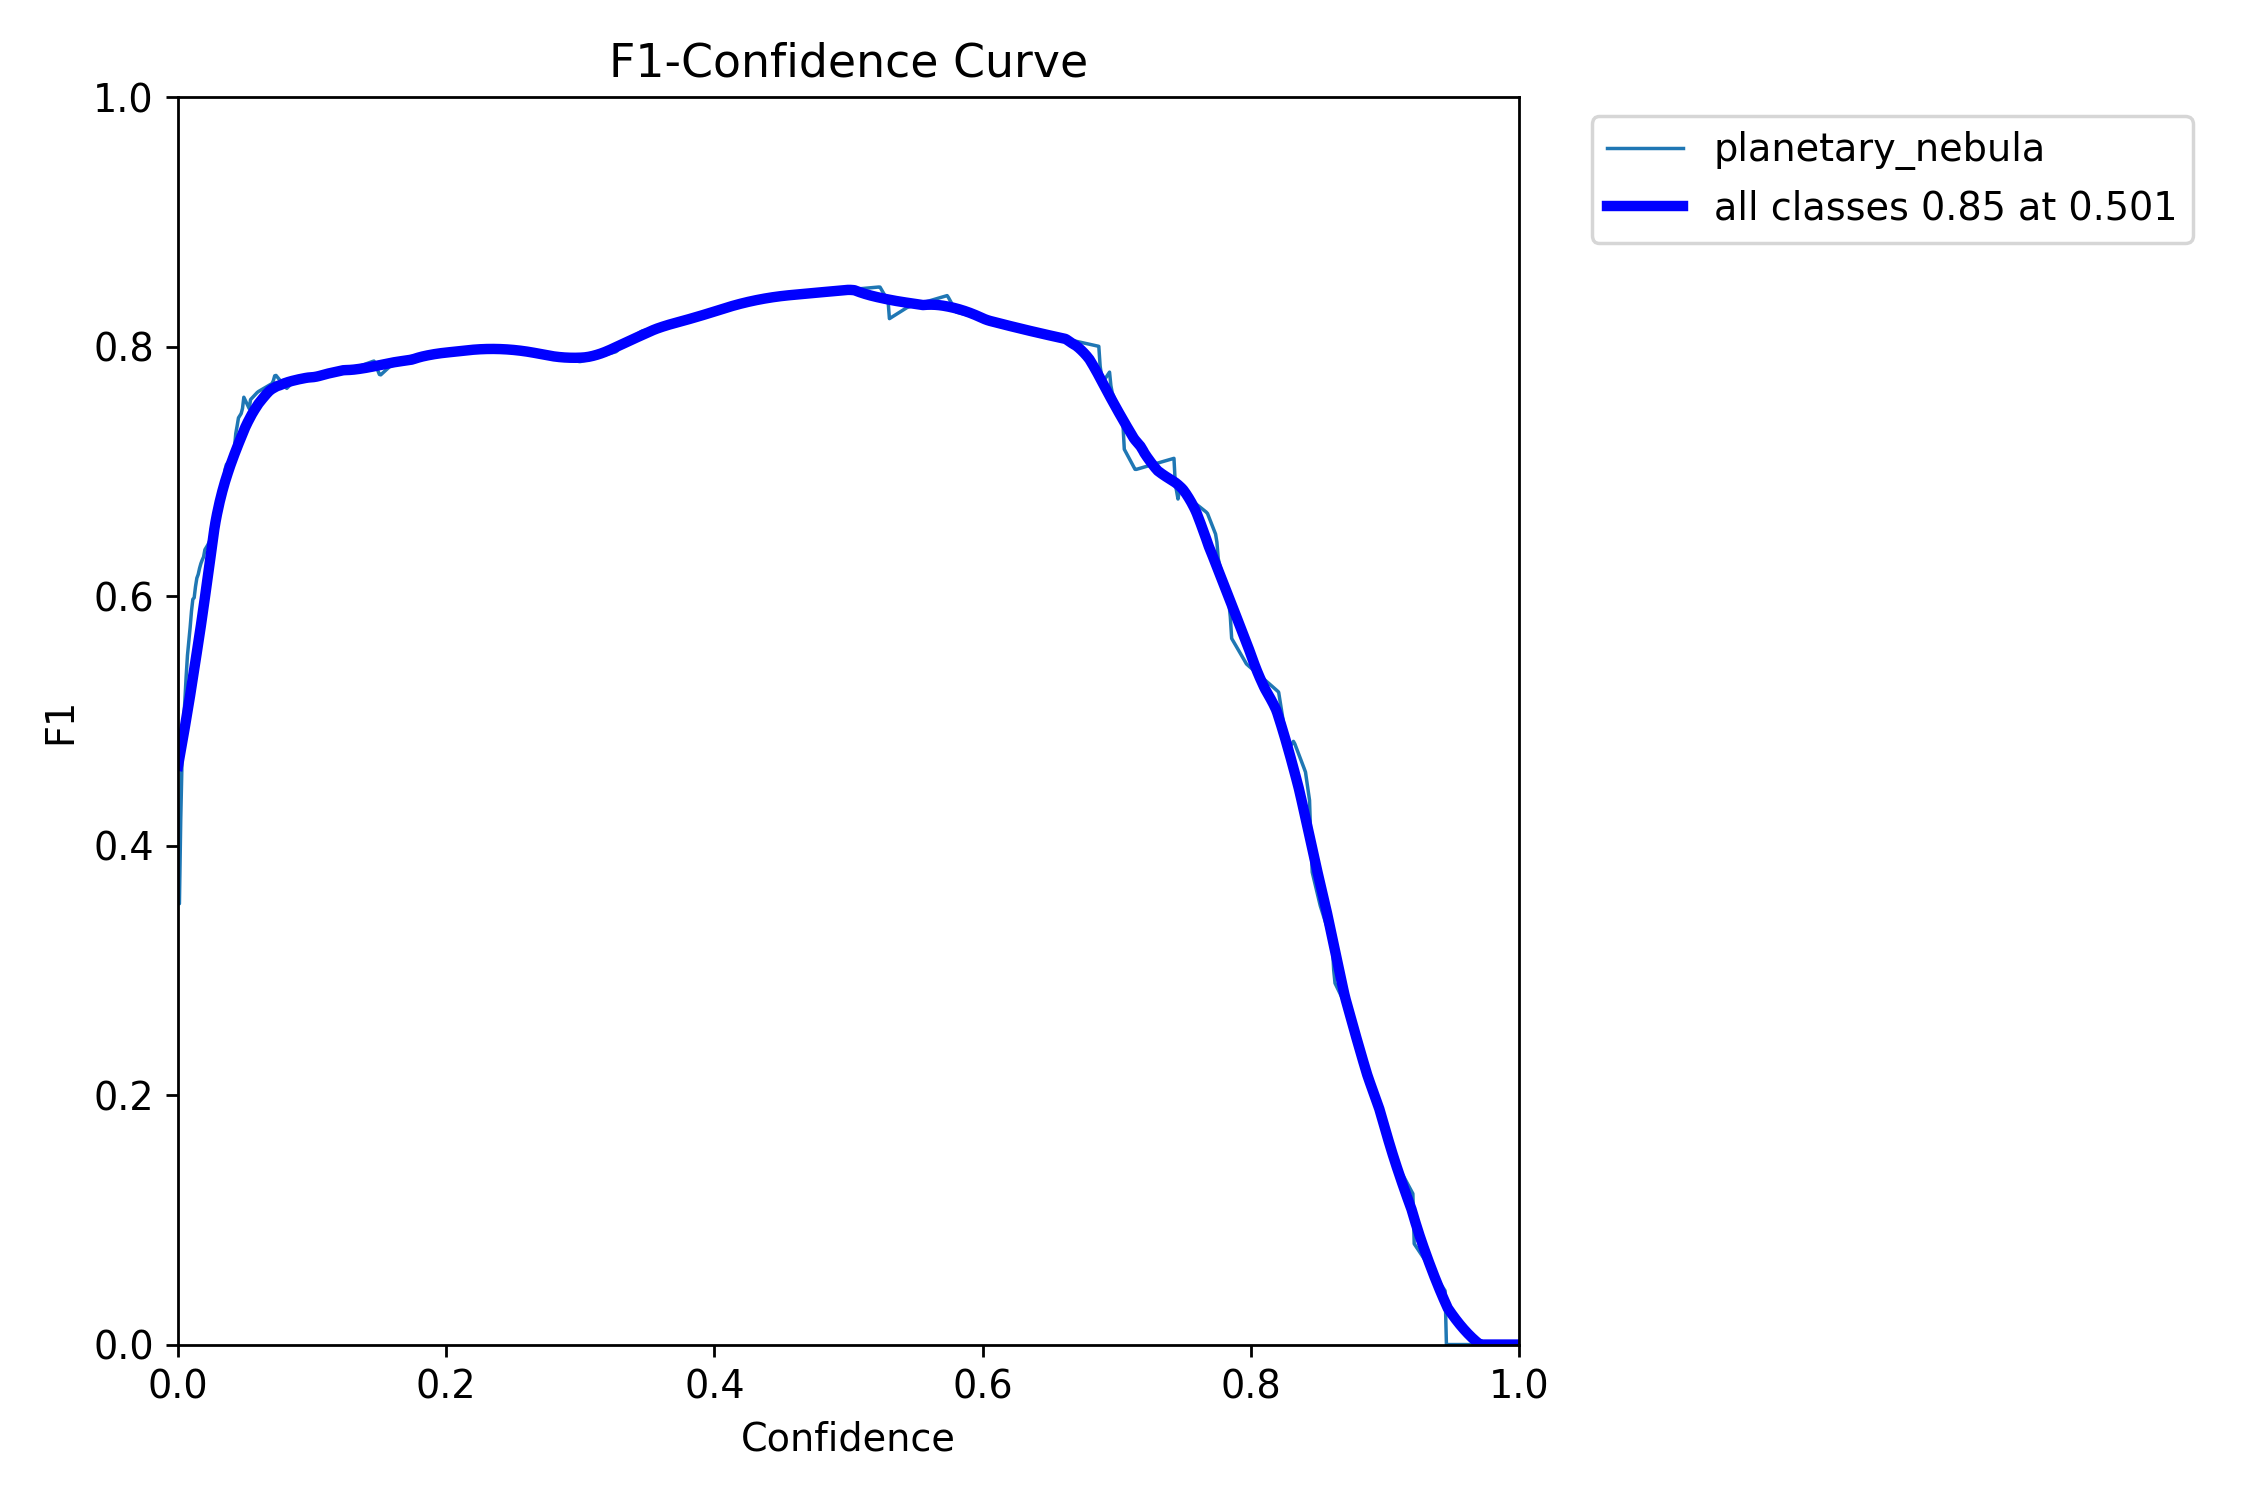 F1-Confidence Curve
1.0
0.8
0.6
0.4
0.2
0.0
F1
0.0 0.2 0.4 0.6 0.8 1.0
Confidence
planetary_nebula
all classes 0.85 at 0.501